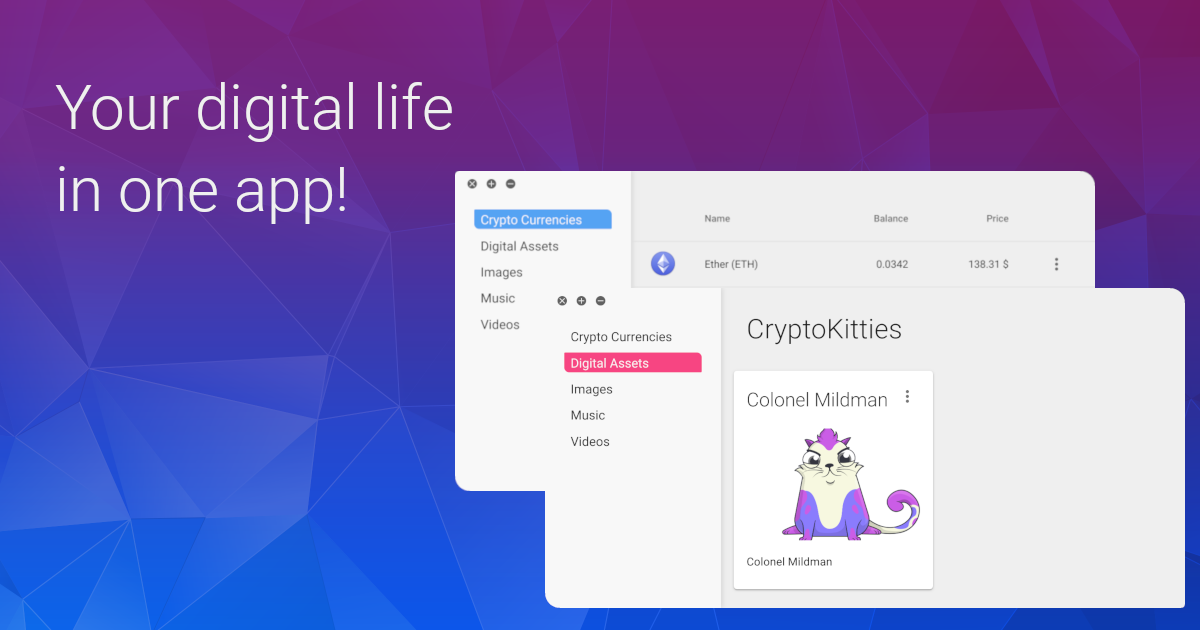 Your digital life
in one app!
Crypto Currencies
Digital Assets
Images
Music
Videos
Name Balance Price
Ether (ETH) 0.0342 138.31 $
Crypto Currencies
Digital Assets
Images
Music
Videos
CryptoKitties
Colonel Mildman
Colonel Mildman